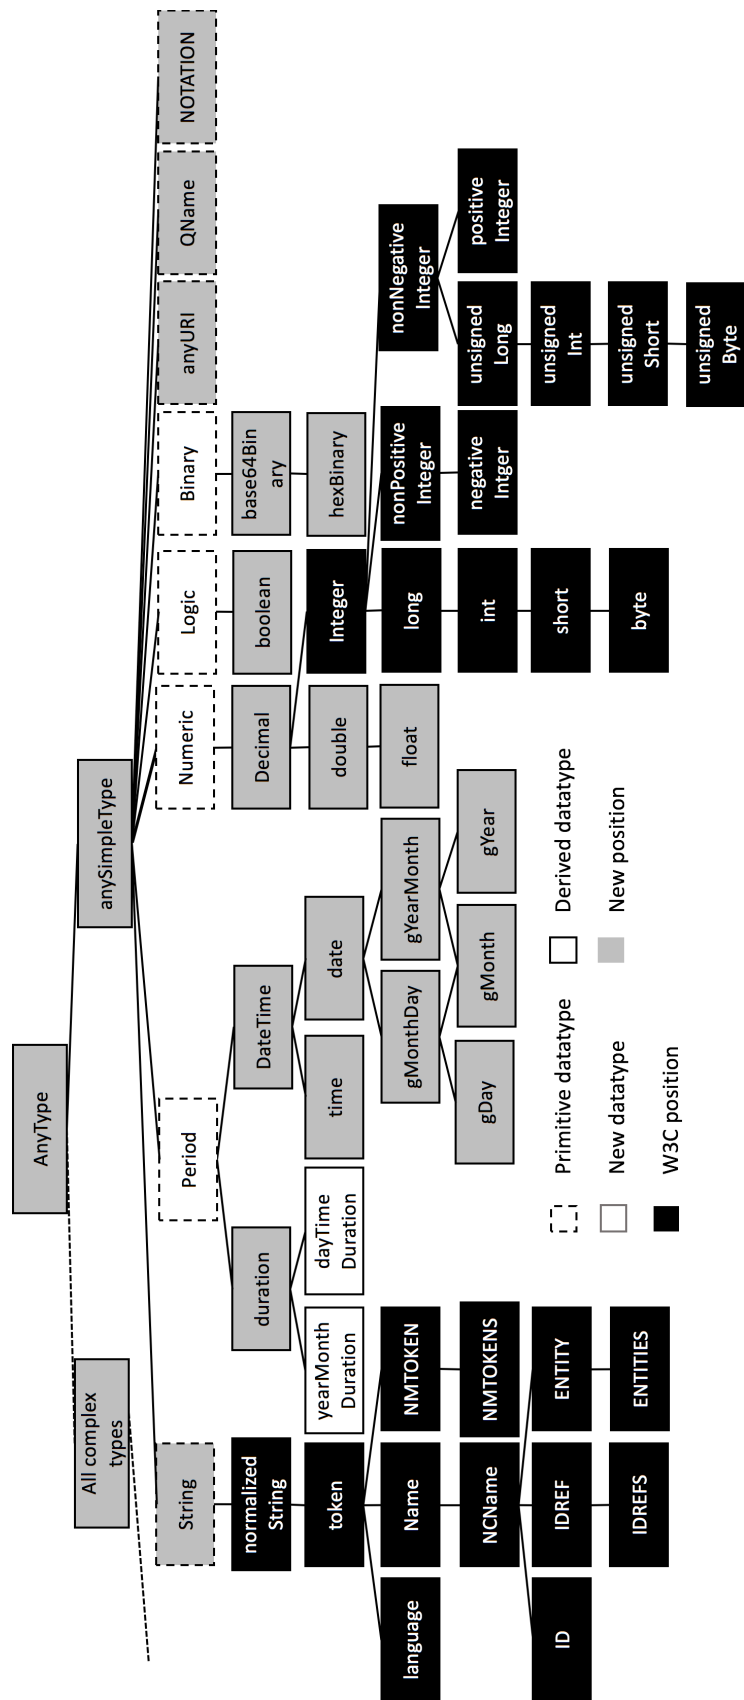 AnyType
All complex
types
anySimpleType
String
Period
Numeric
Logic
Binary
anyURI
QName
NOTATION
normalized
String
duration
DateTime
Decimal
boolean
base64Bin
ary
token
yearMonth
Duration
dayTime
Duration
time
date
double
Integer
hexBinary
language
Name
NMTOKEN
gMonthDay
gYearMonth
float
long
nonPositive
Integer
nonNegative
Integer
NCName
NMTOKENS
gDay
gMonth
gYear
int
negative
Intger
unsigned
Long
positive
Integer
ID
IDREF
ENTITY
short
unsigned
Int
IDREFS
ENTITIES
byte
unsigned
Short
unsigned
Byte
Primitive datatype
Derived datatype
New datatype
New position
W3C position